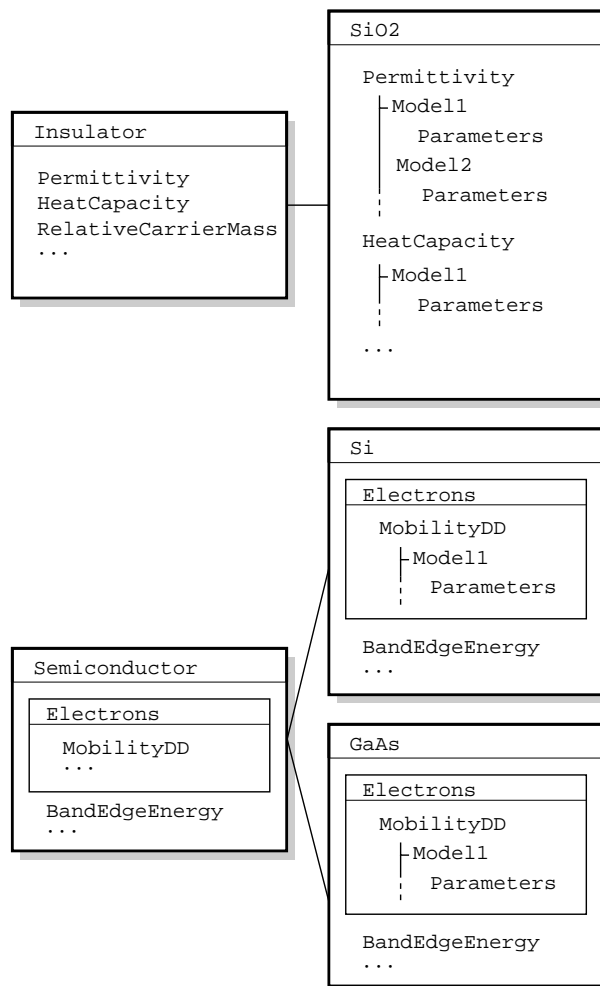 Insulator
Permittivity
HeatCapacity
RelativeCarrierMass
...
SiO2
Permittivity
Model1
Parameters
Model2
Parameters
HeatCapacity
Model1
Parameters
...
Semiconductor
Electrons
MobilityDD
...
BandEdgeEnergy
...
Si
Electrons
MobilityDD
Model1
Parameters
BandEdgeEnergy
...
GaAs
Electrons
MobilityDD
Model1
Parameters
BandEdgeEnergy
...